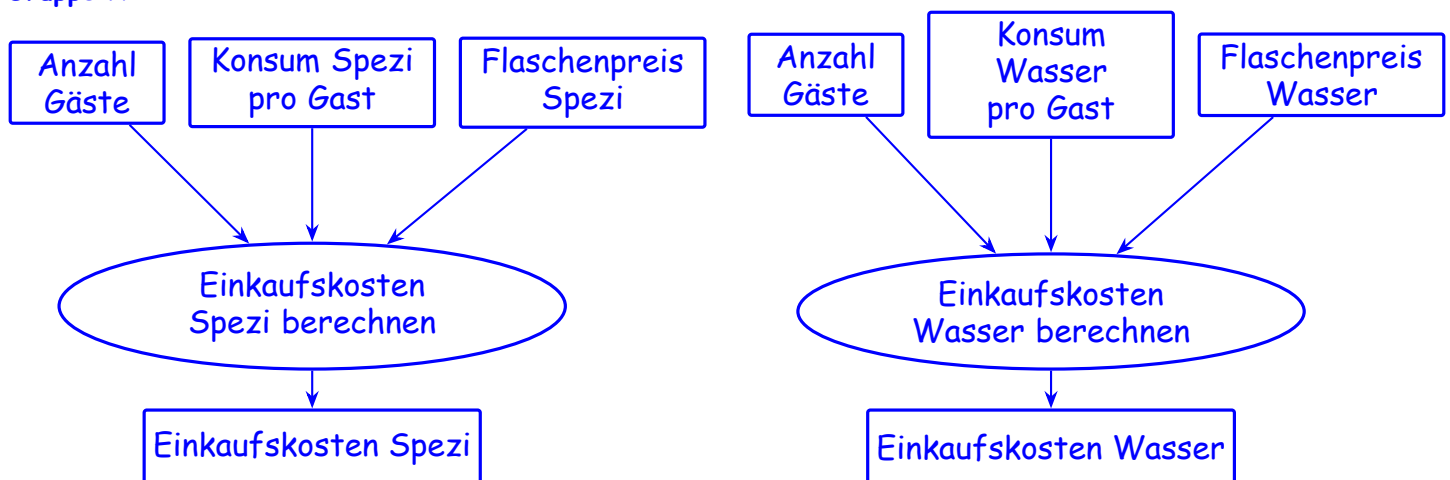 Anzahl
Gäste
Konsum Spezi
pro Gast
Flaschenpreis
Spezi
Einkaufskosten
Spezi berechnen
Einkaufskosten Spezi
Anzahl
Gäste
Konsum
Wasser
pro Gast
Flaschenpreis
Wasser
Einkaufskosten
Wasser berechnen
Einkaufskosten Wasser